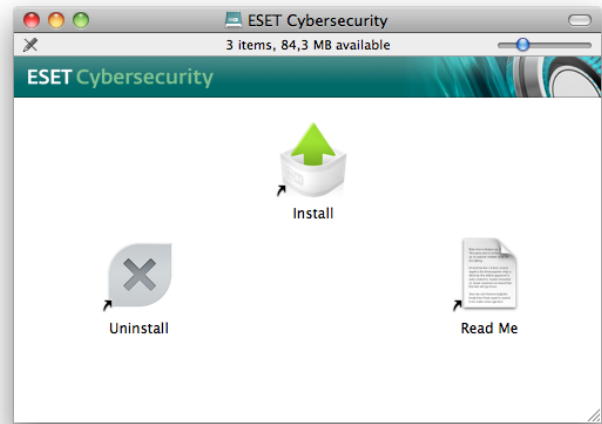 ESET Cybersecurity
3 items, 84,3 MB available
ESET Cybersecurity
Install
Uninstall
Read Me